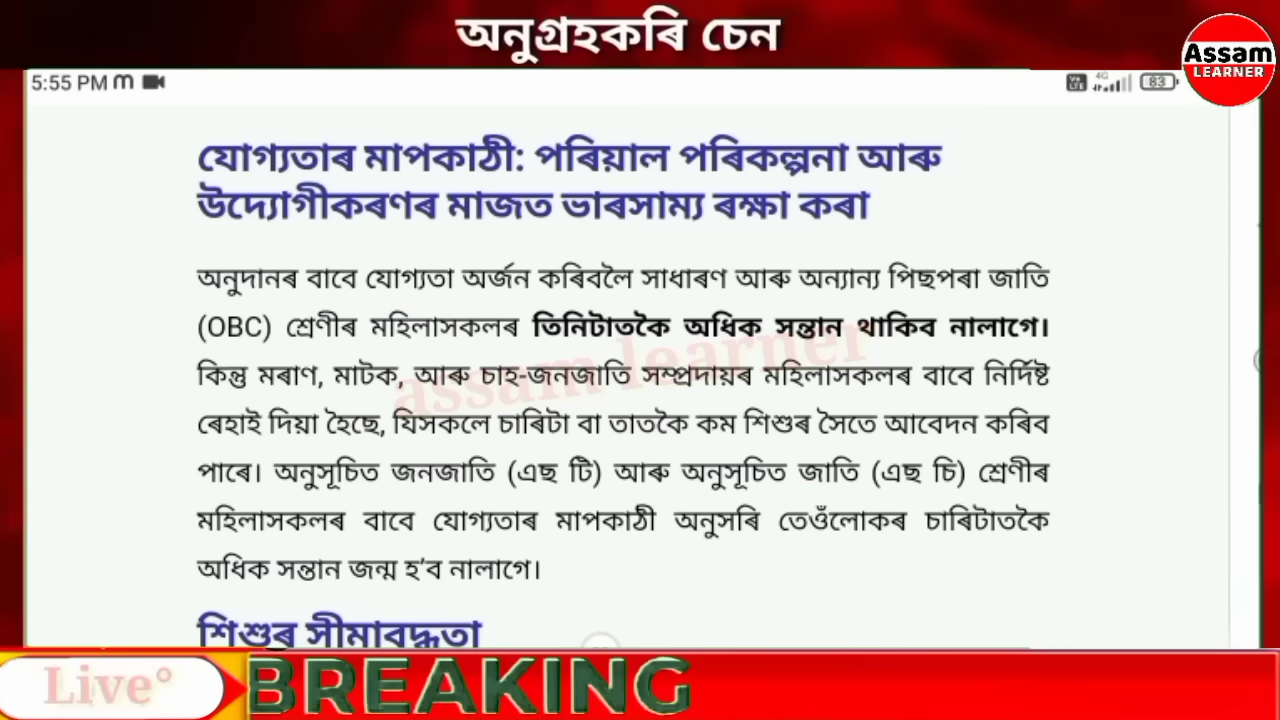 অনুগ্ৰহকৰি চেন
Assam
LEARNER
5:55 PM
4G
83
যোগ্যতাৰ মাপকাঠী: পৰিয়াল পৰিকল্পনা আৰু
উদ্যোগীকৰণৰ মাজত ভাৰসাম্য ৰক্ষা কৰা
অনুদানৰ বাবে যোগ্যতা অৰ্জন কৰিবলৈ সাধাৰণ আৰু অন্যান্য পিছপৰা জাতি
(OBC) শ্ৰেণীৰ মহিলাসকলৰ তিনিটাতকৈ অধিক সন্তান থাকিব নালাগে।
কিন্তু মৰাণ, মাটক, আৰু চাহ-জনজাতি সম্প্ৰদায়ৰ মহিলাসকলৰ বাবে নিৰ্দিষ্ট
ৰেহাই দিয়া হৈছে, যিসকলে চাৰিটা বা তাতকৈ কম শিশুৰ সৈতে আবেদন কৰিব
পাৰে। অনুসূচিত জনজাতি (এছ টি) আৰু অনুসূচিত জাতি (এছ চি) শ্ৰেণীৰ
মহিলাসকলৰ বাবে যোগ্যতাৰ মাপকাঠী অনুসৰি তেওঁলোকৰ চাৰিটাতকৈ
অধিক সন্তান জন্ম হ'ব নালাগে।
assam learner
শিশুৰ সীমাবদ্ধতা
Live°
BREAKING